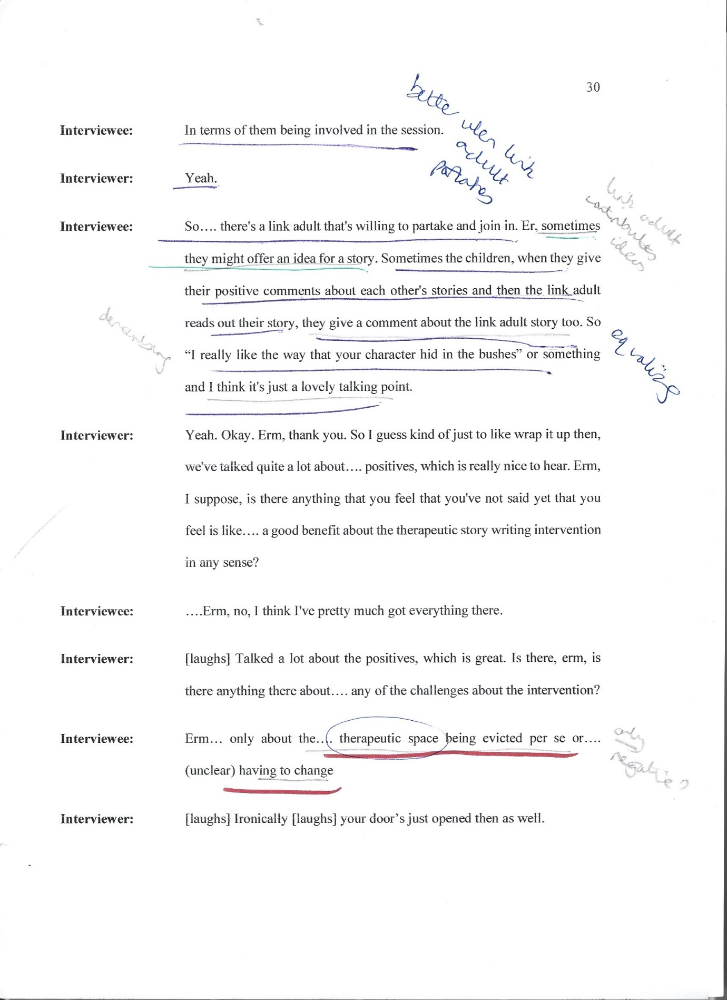 30
better when link
adult
partakes
Interviewee: In terms of them being involved in the session.
Interviewer: Yeah.
link adult
contributes
ideas
Interviewee: So…. there's a link adult that's willing to partake and join in. Er, sometimes
they might offer an idea for a story. Sometimes the children, when they give
their positive comments about each other's stories and then the link adult
reads out their story, they give a comment about the link adult story too. So
equalizing
“I really like the way that your character hid in the bushes” or something
and I think it's just a lovely talking point.
Interviewer: Yeah. Okay. Erm, thank you. So I guess kind of just to like wrap it up then,
we've talked quite a lot about…. positives, which is really nice to hear. Erm,
I suppose, is there anything that you feel that you've not said yet that you
feel is like…. a good benefit about the therapeutic story writing intervention
in any sense?
Interviewee: ….Erm, no, I think I've pretty much got everything there.
Interviewer: [laughs] Talked a lot about the positives, which is great. Is there, erm, is
there anything there about…. any of the challenges about the intervention?
Interviewee: Erm… only about the…. therapeutic space being evicted per se or….
(unclear) having to change
only
negative?
Interviewer: [laughs] Ironically [laughs] your door’s just opened then as well.